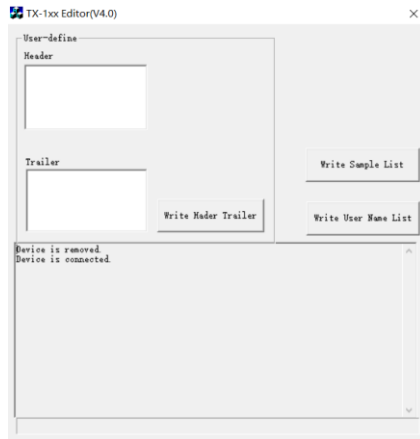 TX-1xx Editor(V4.0)
User-define
Header
Trailer
Write Sample List
Write Hader Trailer
Write User Name List
Device is removed.
Device is connected.